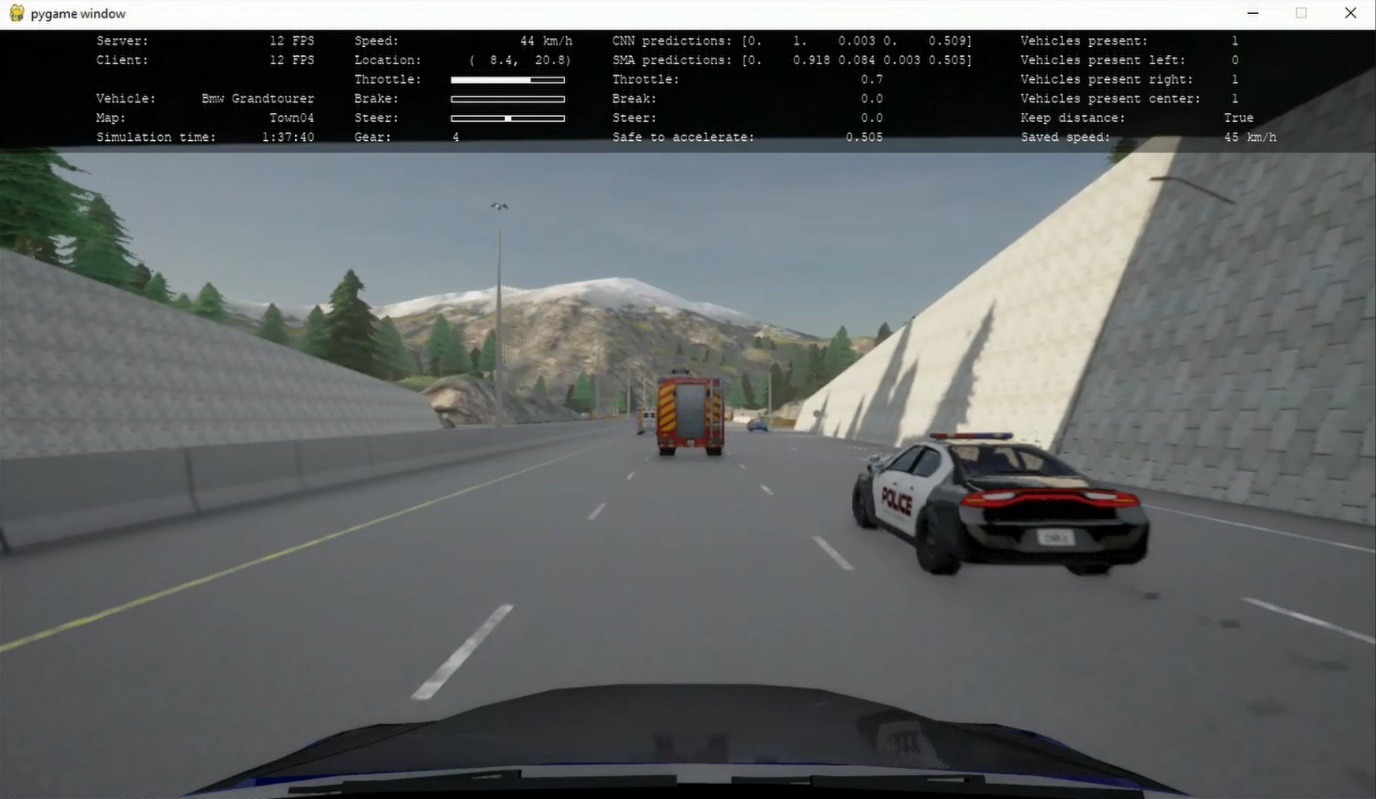 pygame window
Server: 12 FPS Speed: 44 km/h CNN predictions: [0. 1. 0.003 0. 0.509] Vehicles present: 1
Client: 12 FPS Location: ( 8.4, 20.8) SMA predictions: [0. 0.918 0.084 0.003 0.505] Vehicles present left: 0
Throttle: Throttle: 0.7 Vehicles present right: 1
Vehicle: Bmw Grandtourer Brake: Break: 0.0 Vehicles present center: 1
Map: Town04 Steer: Steer: 0.0 Keep distance: True
Simulation time: 1:37:40 Gear: 4 Safe to accelerate: 0.505 Saved speed: 45 km/h
POLICE